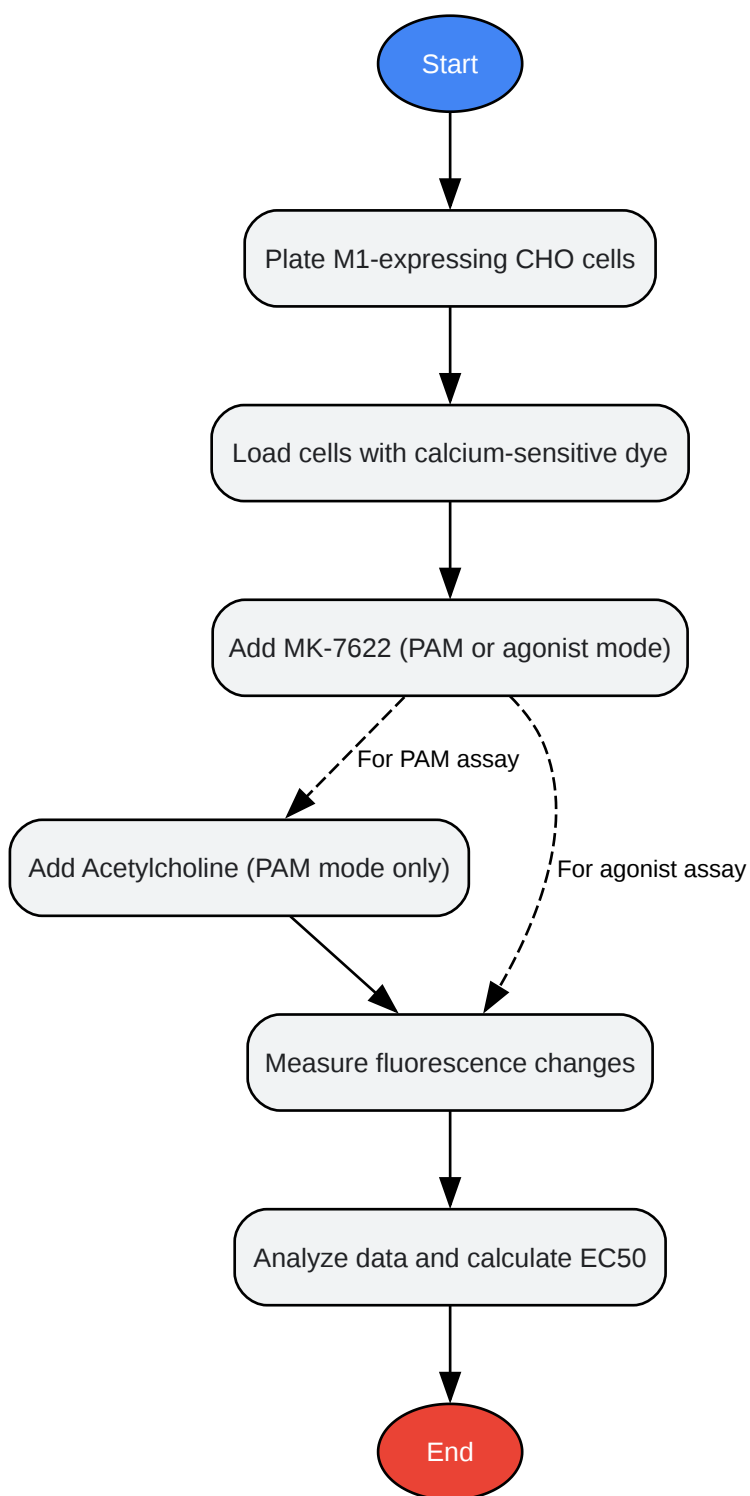 Start
Plate M1-expressing CHO cells
Load cells with calcium-sensitive dye
Add MK-7622 (PAM or agonist mode)
For PAM assay
Add Acetylcholine (PAM mode only)
For agonist assay
Measure fluorescence changes
Analyze data and calculate EC50
End